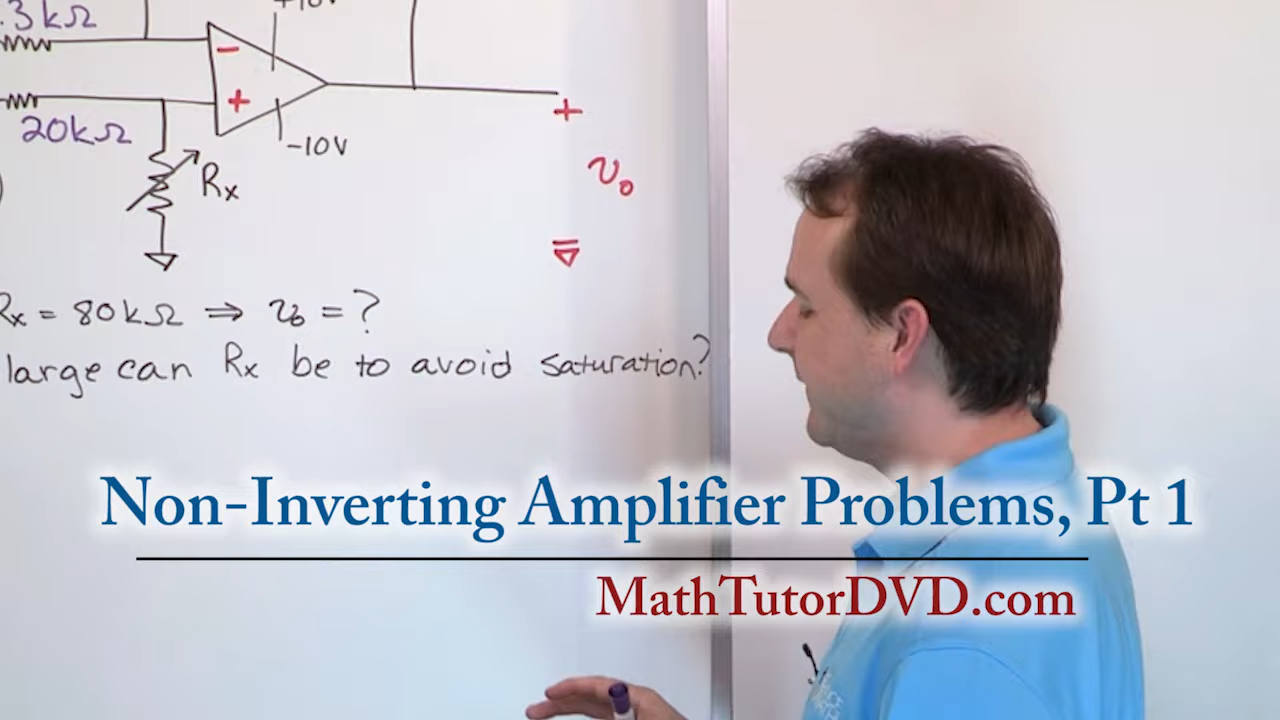 .3kΩ
−
+
20kΩ
-10V
Rx
+
v₀
Rx = 80kΩ ⇒ v₀ = ?
large can Rx be to avoid saturation?
Non-Inverting Amplifier Problems, Pt 1
MathTutorDVD.com